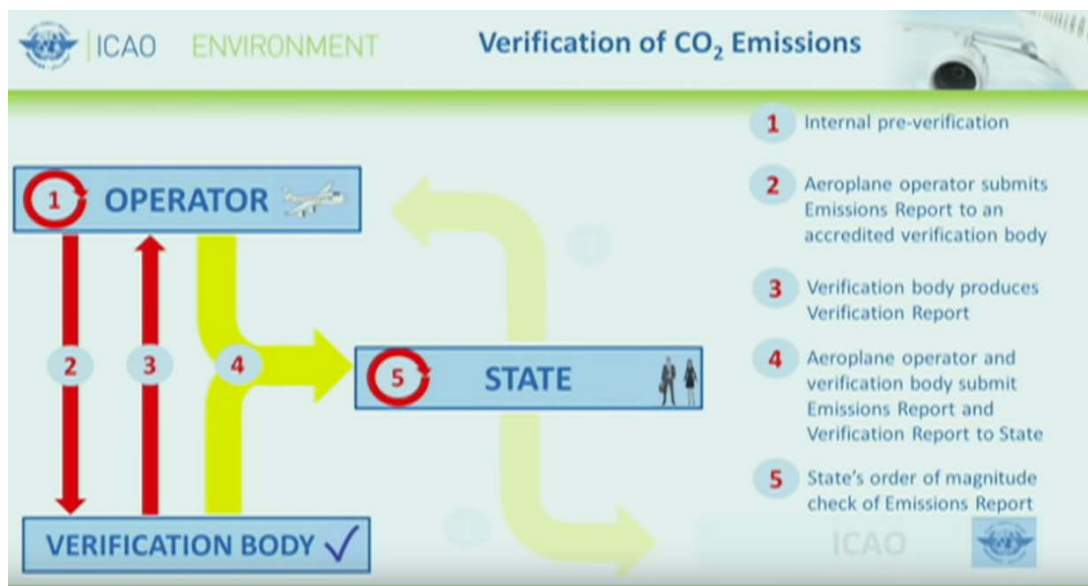 ICAO ENVIRONMENT
Verification of CO₂ Emissions
1 OPERATOR
2
3
4
5 STATE
VERIFICATION BODY
ICAO
1 Internal pre-verification
2 Aeroplane operator submits
Emissions Report to an
accredited verification body
3 Verification body produces
Verification Report
4 Aeroplane operator and
verification body submit
Emissions Report and
Verification Report to State
5 State's order of magnitude
check of Emissions Report